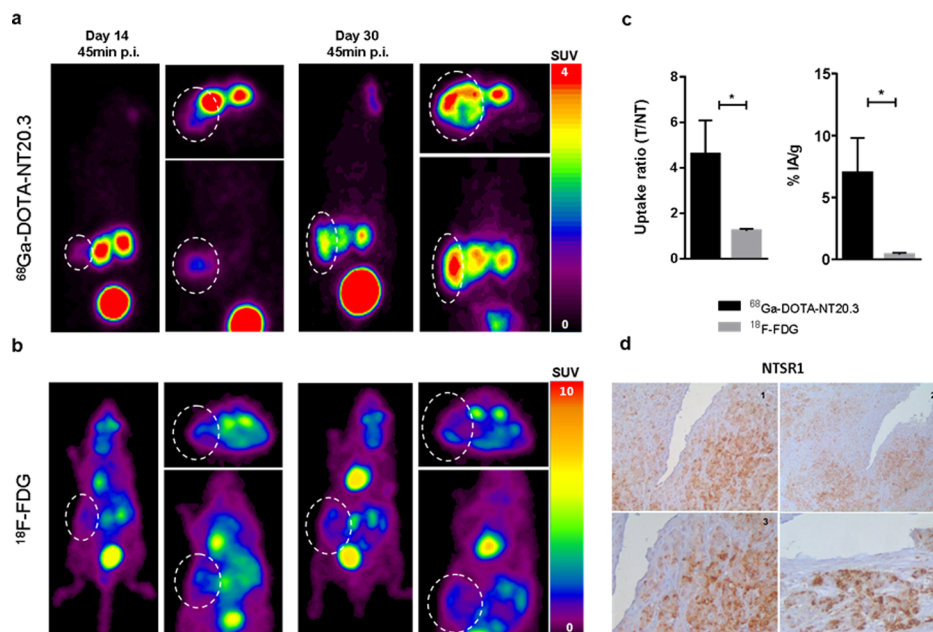 a
Day 14
45min p.i.
Day 30
45min p.i.
SUV
4
0
⁶⁸Ga-DOTA-NT20.3
b
SUV
10
0
¹⁸F-FDG
c
Uptake ratio (T/NT)
8
6
4
2
0
*
% IA/g
15
10
5
0
*
⁶⁸Ga-DOTA-NT20.3
¹⁸F-FDG
d
NTSR1
1
2
3